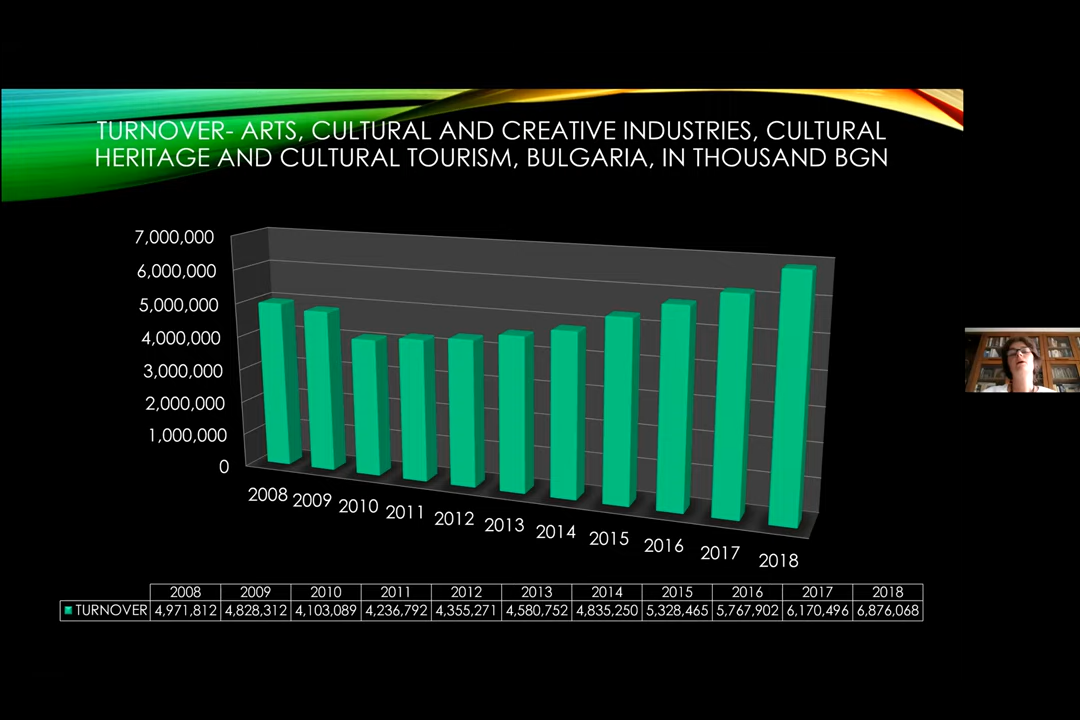 TURNOVER- ARTS, CULTURAL AND CREATIVE INDUSTRIES, CULTURAL
HERITAGE AND CULTURAL TOURISM, BULGARIA, IN THOUSAND BGN
7,000,000
6,000,000
5,000,000
4,000,000
3,000,000
2,000,000
1,000,000
0
2008 2009 2010 2011 2012 2013 2014 2015 2016 2017 2018
2008 2009 2010 2011 2012 2013 2014 2015 2016 2017 2018
TURNOVER 4,971,812 4,828,312 4,103,089 4,236,792 4,355,271 4,580,752 4,835,250 5,328,465 5,767,902 6,170,496 6,876,068